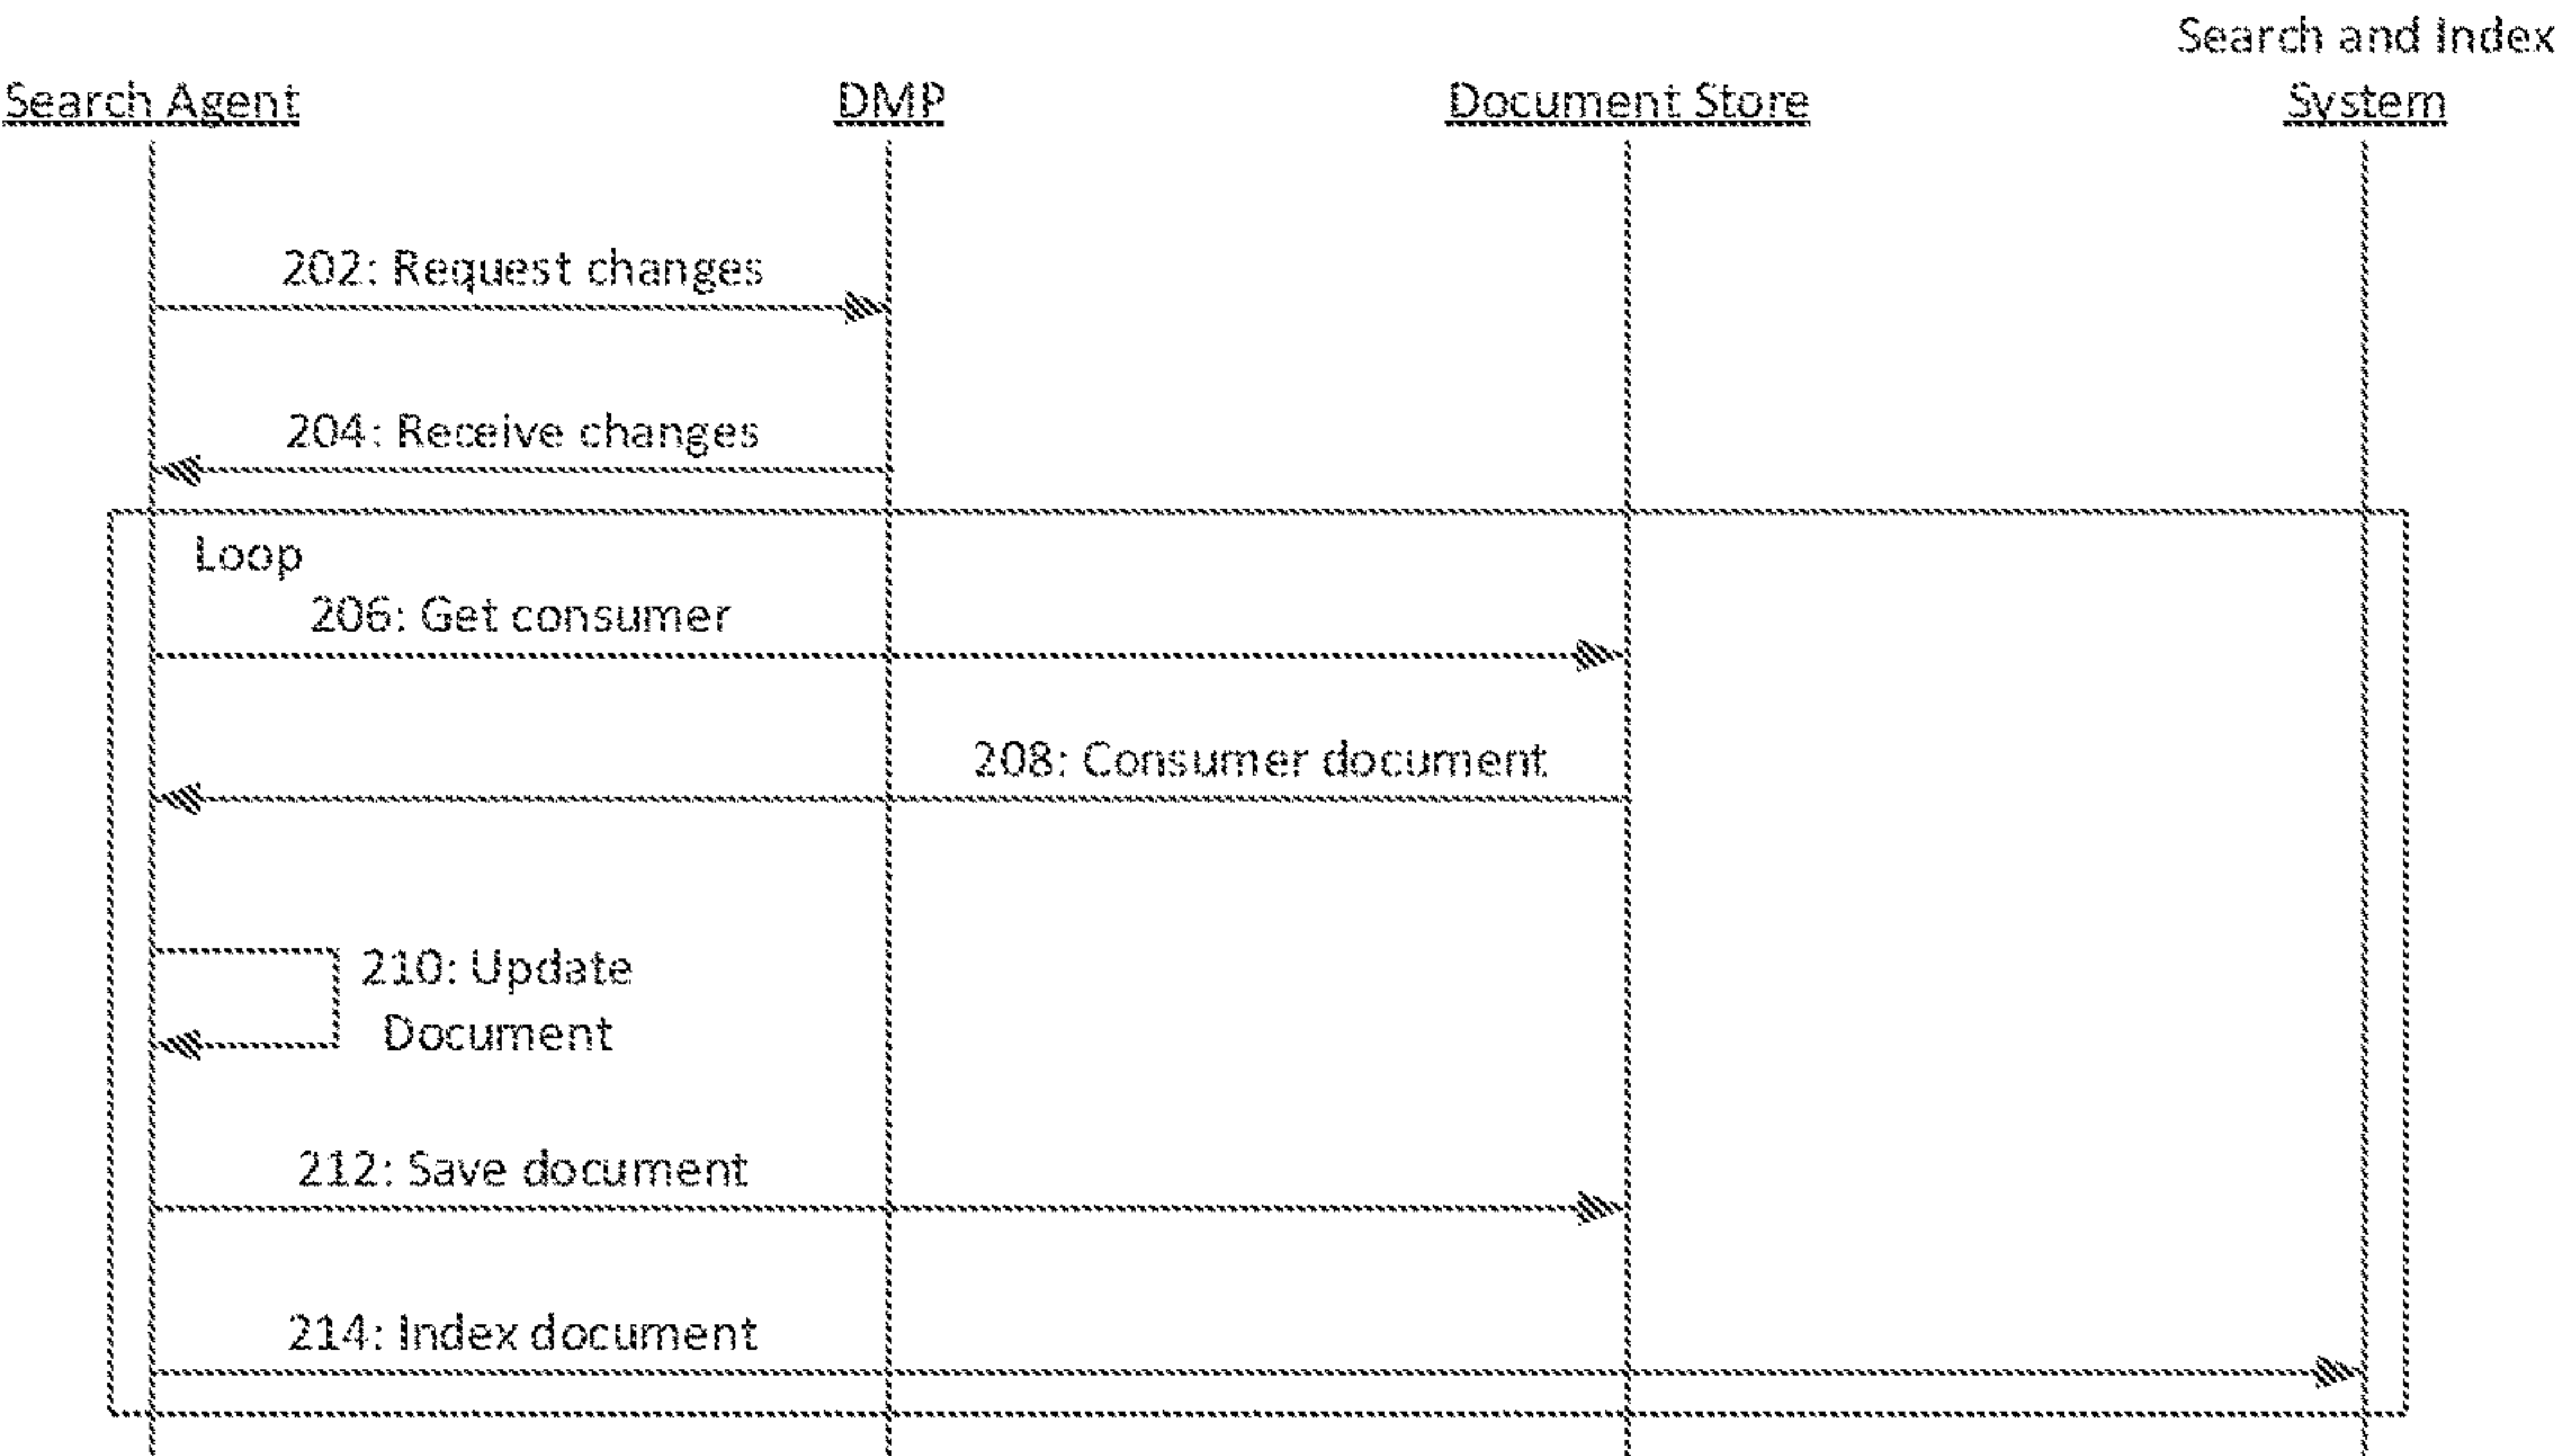 Search and Index
Search Agent DMP Document Store System
202: Request changes
204: Receive changes
Loop
206: Get consumer
208: Consumer document
210: Update
Document
212: Save document
214: Index document